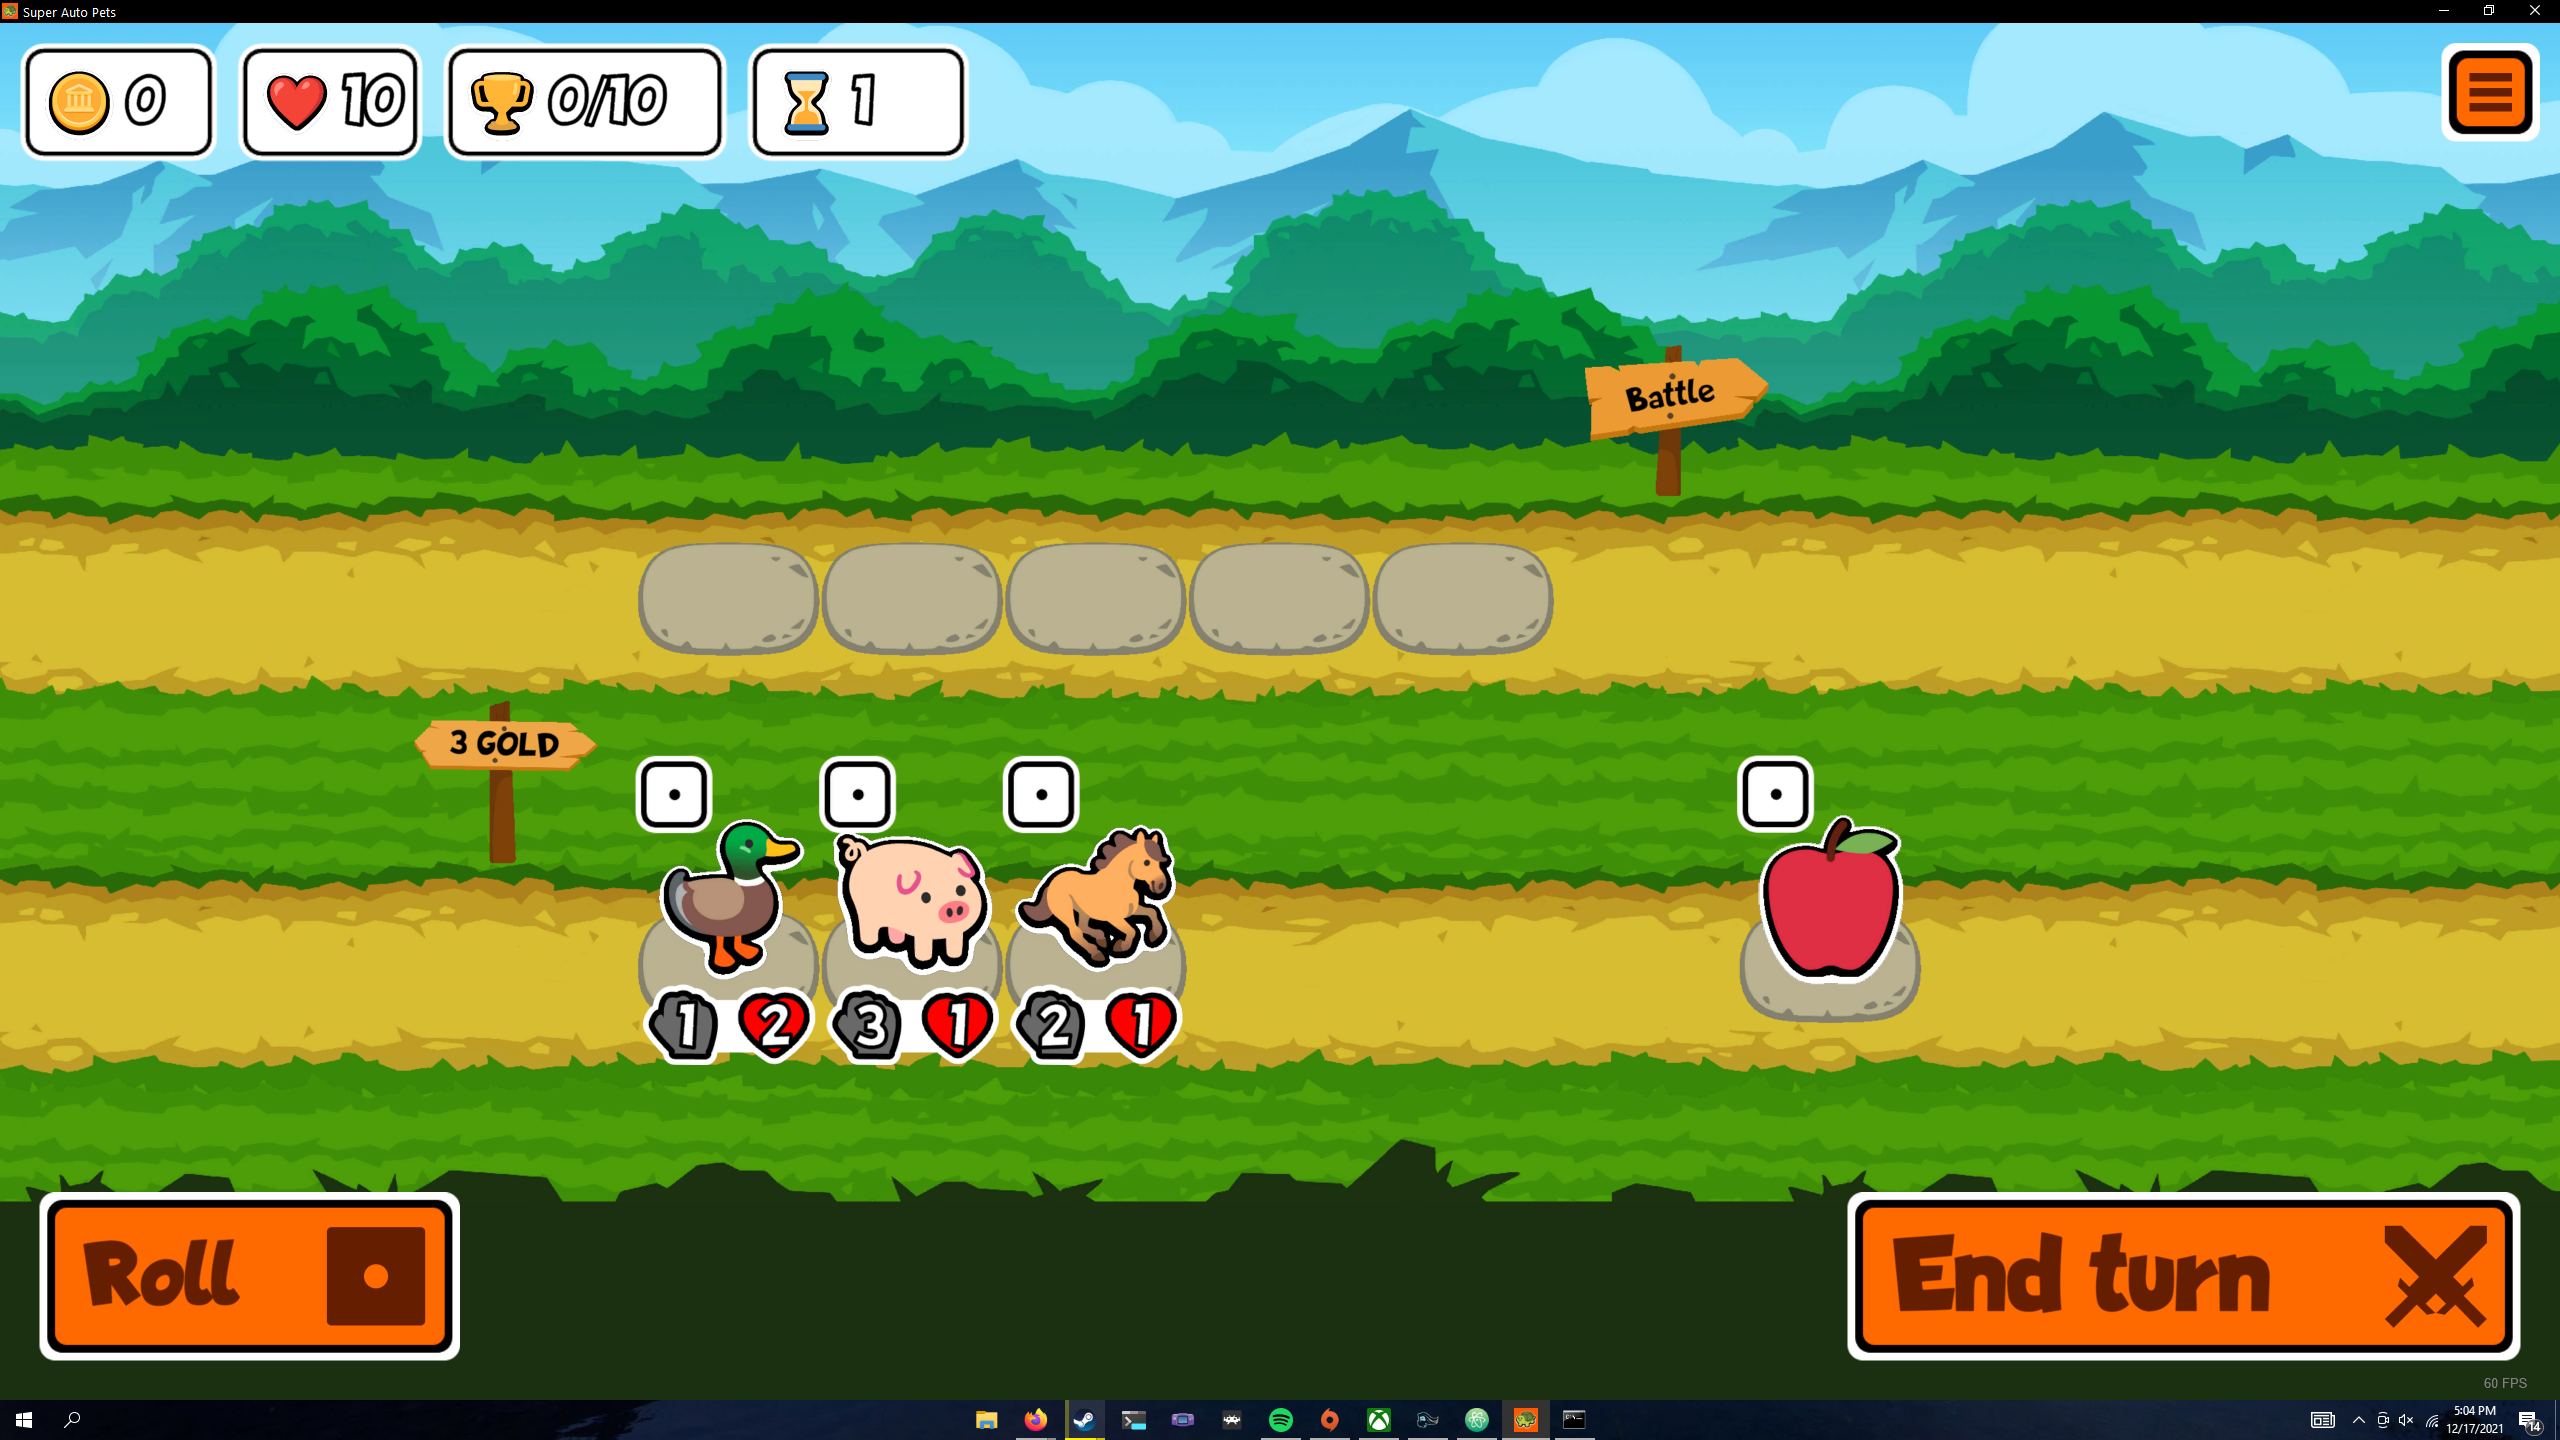 Super Auto Pets
0
10
0/10
1
Battle
3 GOLD
1 2 3 1 2 1
Roll
End turn
60 FPS
5:04 PM
12/17/2021
14